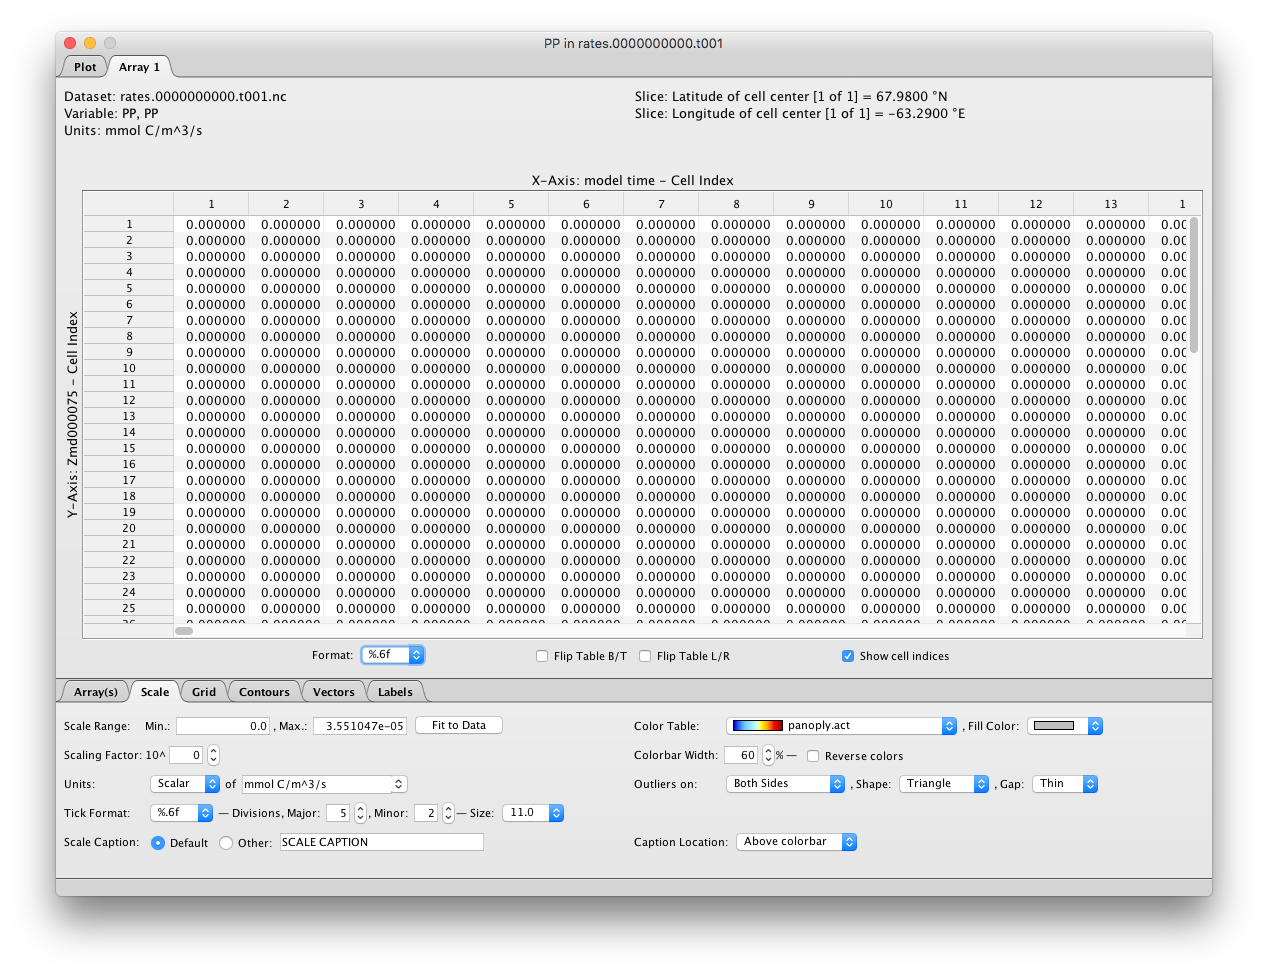 PP in rates.0000000000.t001
Plot Array 1
Dataset: rates.0000000000.t001.nc
Variable: PP, PP
Units: mmol C/m^3/s
Slice: Latitude of cell center [1 of 1] = 67.9800 °N
Slice: Longitude of cell center [1 of 1] = -63.2900 °E
X-Axis: model time - Cell Index
Y-Axis: Zmd000075 - Cell Index
1 2 3 4 5 6 7 8 9 10 11 12 13 1
1 0.000000 0.000000 0.000000 0.000000 0.000000 0.000000 0.000000 0.000000 0.000000 0.000000 0.000000 0.000000 0.000000 0.00
2 0.000000 0.000000 0.000000 0.000000 0.000000 0.000000 0.000000 0.000000 0.000000 0.000000 0.000000 0.000000 0.000000 0.00
3 0.000000 0.000000 0.000000 0.000000 0.000000 0.000000 0.000000 0.000000 0.000000 0.000000 0.000000 0.000000 0.000000 0.00
4 0.000000 0.000000 0.000000 0.000000 0.000000 0.000000 0.000000 0.000000 0.000000 0.000000 0.000000 0.000000 0.000000 0.00
5 0.000000 0.000000 0.000000 0.000000 0.000000 0.000000 0.000000 0.000000 0.000000 0.000000 0.000000 0.000000 0.000000 0.00
6 0.000000 0.000000 0.000000 0.000000 0.000000 0.000000 0.000000 0.000000 0.000000 0.000000 0.000000 0.000000 0.000000 0.00
7 0.000000 0.000000 0.000000 0.000000 0.000000 0.000000 0.000000 0.000000 0.000000 0.000000 0.000000 0.000000 0.000000 0.00
8 0.000000 0.000000 0.000000 0.000000 0.000000 0.000000 0.000000 0.000000 0.000000 0.000000 0.000000 0.000000 0.000000 0.00
9 0.000000 0.000000 0.000000 0.000000 0.000000 0.000000 0.000000 0.000000 0.000000 0.000000 0.000000 0.000000 0.000000 0.00
10 0.000000 0.000000 0.000000 0.000000 0.000000 0.000000 0.000000 0.000000 0.000000 0.000000 0.000000 0.000000 0.000000 0.00
11 0.000000 0.000000 0.000000 0.000000 0.000000 0.000000 0.000000 0.000000 0.000000 0.000000 0.000000 0.000000 0.000000 0.00
12 0.000000 0.000000 0.000000 0.000000 0.000000 0.000000 0.000000 0.000000 0.000000 0.000000 0.000000 0.000000 0.000000 0.00
13 0.000000 0.000000 0.000000 0.000000 0.000000 0.000000 0.000000 0.000000 0.000000 0.000000 0.000000 0.000000 0.000000 0.00
14 0.000000 0.000000 0.000000 0.000000 0.000000 0.000000 0.000000 0.000000 0.000000 0.000000 0.000000 0.000000 0.000000 0.00
15 0.000000 0.000000 0.000000 0.000000 0.000000 0.000000 0.000000 0.000000 0.000000 0.000000 0.000000 0.000000 0.000000 0.00
16 0.000000 0.000000 0.000000 0.000000 0.000000 0.000000 0.000000 0.000000 0.000000 0.000000 0.000000 0.000000 0.000000 0.00
17 0.000000 0.000000 0.000000 0.000000 0.000000 0.000000 0.000000 0.000000 0.000000 0.000000 0.000000 0.000000 0.000000 0.00
18 0.000000 0.000000 0.000000 0.000000 0.000000 0.000000 0.000000 0.000000 0.000000 0.000000 0.000000 0.000000 0.000000 0.00
19 0.000000 0.000000 0.000000 0.000000 0.000000 0.000000 0.000000 0.000000 0.000000 0.000000 0.000000 0.000000 0.000000 0.00
20 0.000000 0.000000 0.000000 0.000000 0.000000 0.000000 0.000000 0.000000 0.000000 0.000000 0.000000 0.000000 0.000000 0.00
21 0.000000 0.000000 0.000000 0.000000 0.000000 0.000000 0.000000 0.000000 0.000000 0.000000 0.000000 0.000000 0.000000 0.00
22 0.000000 0.000000 0.000000 0.000000 0.000000 0.000000 0.000000 0.000000 0.000000 0.000000 0.000000 0.000000 0.000000 0.00
23 0.000000 0.000000 0.000000 0.000000 0.000000 0.000000 0.000000 0.000000 0.000000 0.000000 0.000000 0.000000 0.000000 0.00
24 0.000000 0.000000 0.000000 0.000000 0.000000 0.000000 0.000000 0.000000 0.000000 0.000000 0.000000 0.000000 0.000000 0.00
25 0.000000 0.000000 0.000000 0.000000 0.000000 0.000000 0.000000 0.000000 0.000000 0.000000 0.000000 0.000000 0.000000 0.00
Format: %.6f Flip Table B/T Flip Table L/R Show cell indices
Array(s) Scale Grid Contours Vectors Labels
Scale Range: Min.: 0.0 , Max.: 3.551047e-05 Fit to Data
Scaling Factor: 10^ 0
Units: Scalar of mmol C/m^3/s
Tick Format: %.6f — Divisions, Major: 5 , Minor: 2 — Size: 11.0
Scale Caption: Default Other: SCALE CAPTION
Color Table: panoply.act , Fill Color:
Colorbar Width: 60 % — Reverse colors
Outliers on: Both Sides , Shape: Triangle , Gap: Thin
Caption Location: Above colorbar